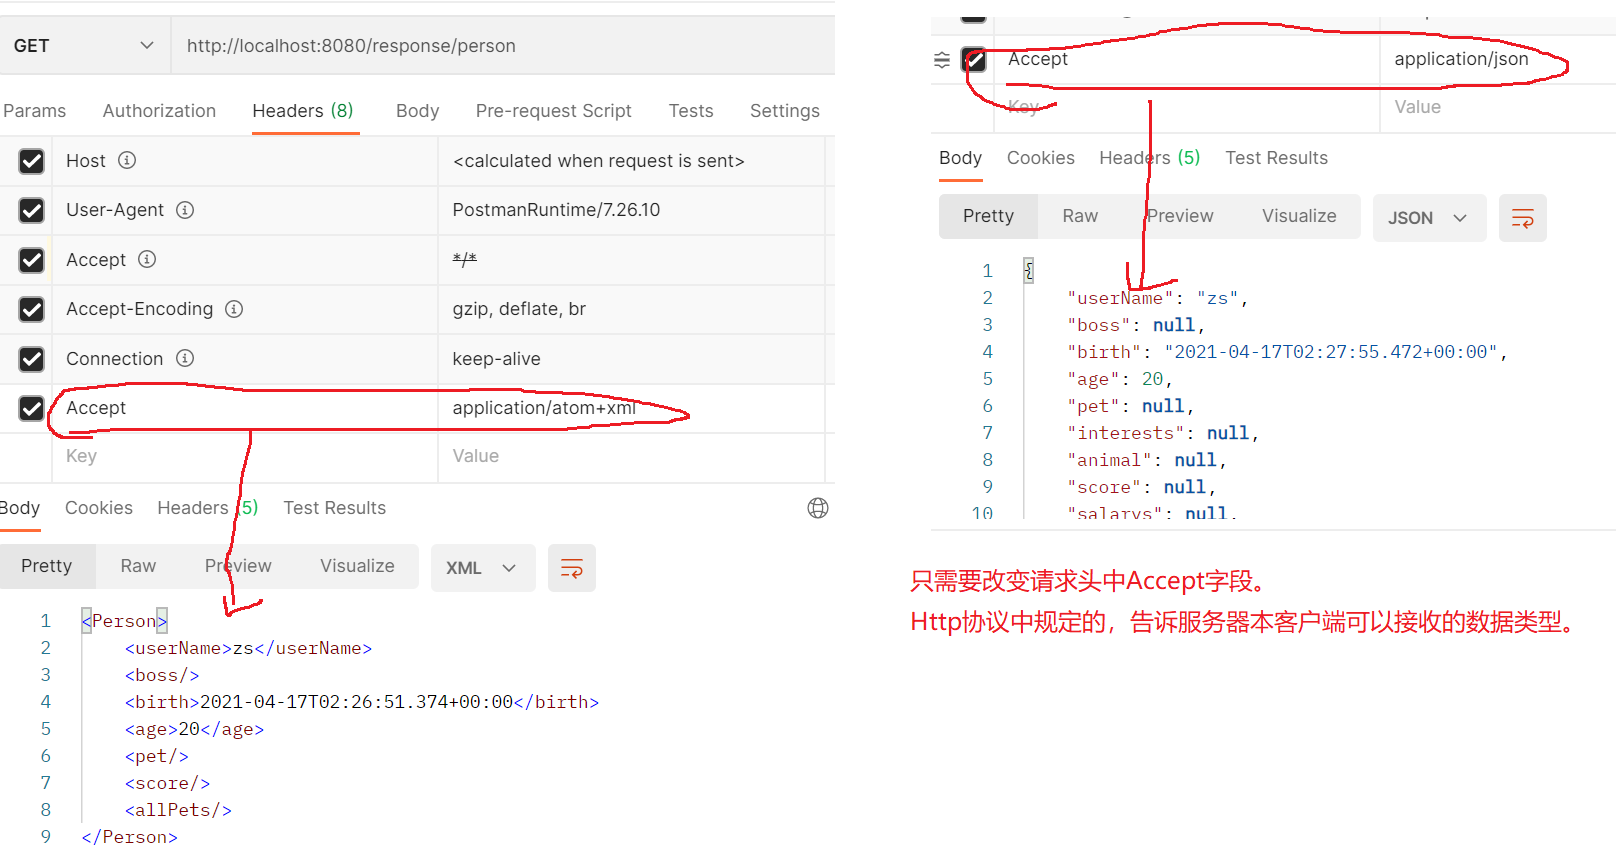 GET http://localhost:8080/response/person
Params Authorization Headers (8) Body Pre-request Script Tests Settings
Host <calculated when request is sent>
User-Agent PostmanRuntime/7.26.10
Accept */*
Accept-Encoding gzip, deflate, br
Connection keep-alive
Accept application/atom+xml
Key Value
Body Cookies Headers (5) Test Results
Pretty Raw Preview Visualize XML
1 <Person>
2 <userName>zs</userName>
3 <boss/>
4 <birth>2021-04-17T02:26:51.374+00:00</birth>
5 <age>20</age>
6 <pet/>
7 <score/>
8 <allPets/>
9 </Person>
Accept application/json
Key Value
Body Cookies Headers (5) Test Results
Pretty Raw Preview Visualize JSON
1 {
2 "userName": "zs",
3 "boss": null,
4 "birth": "2021-04-17T02:27:55.472+00:00",
5 "age": 20,
6 "pet": null,
7 "interests": null,
8 "animal": null,
9 "score": null,
10 "salarys": null,
只需要改变请求头中Accept字段。
Http协议中规定的，告诉服务器本客户端可以接收的数据类型。